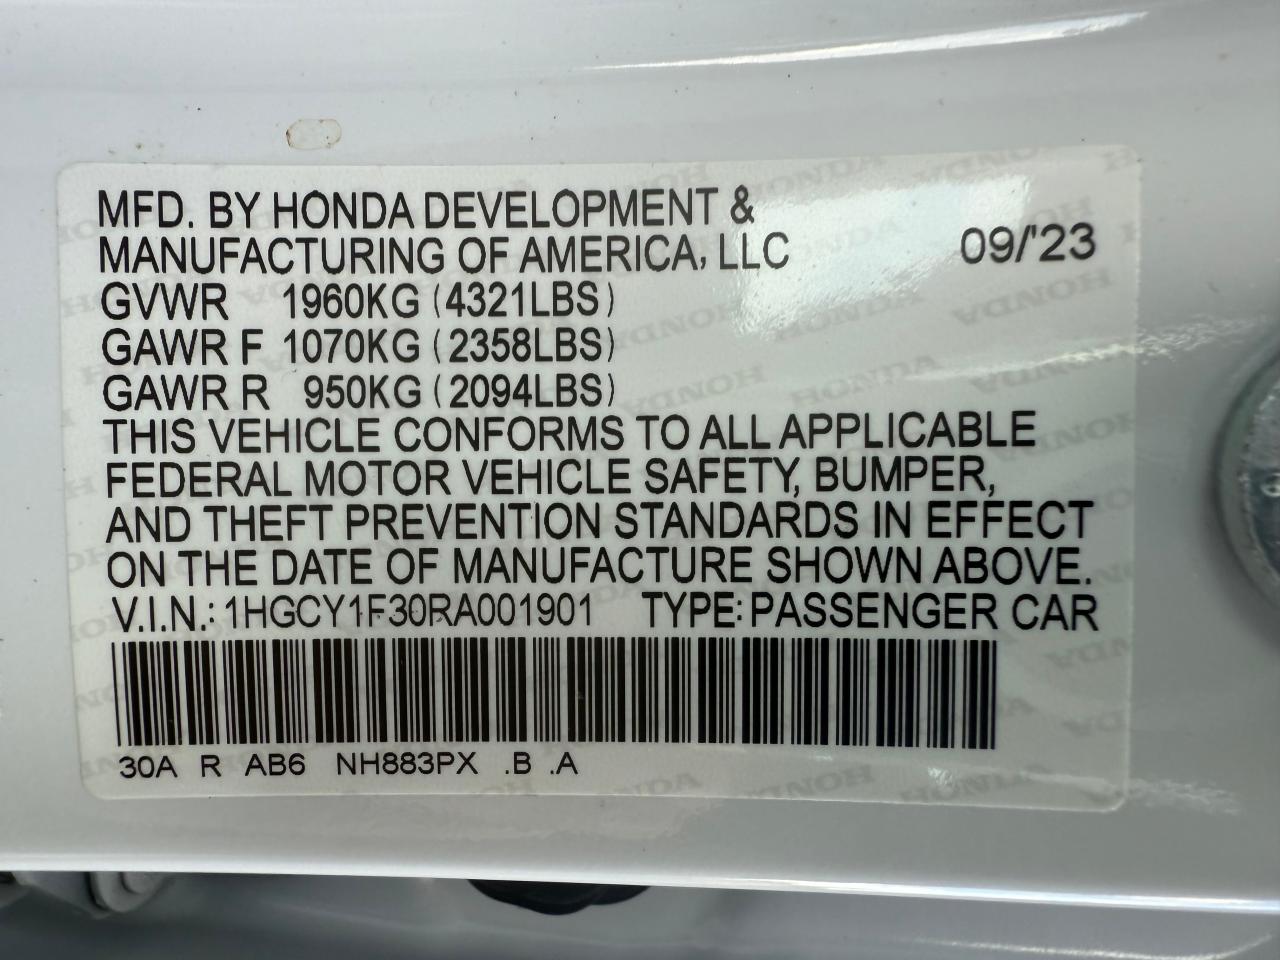 MFD. BY HONDA DEVELOPMENT &
MANUFACTURING OF AMERICA, LLC 09/'23
GVWR 1960KG (4321LBS)
GAWR F 1070KG (2358LBS)
GAWR R 950KG (2094LBS)
THIS VEHICLE CONFORMS TO ALL APPLICABLE
FEDERAL MOTOR VEHICLE SAFETY, BUMPER,
AND THEFT PREVENTION STANDARDS IN EFFECT
ON THE DATE OF MANUFACTURE SHOWN ABOVE.
V.I.N.: 1HGCY1F30RA001901 TYPE: PASSENGER CAR
30A R AB6 NH883PX .B .A